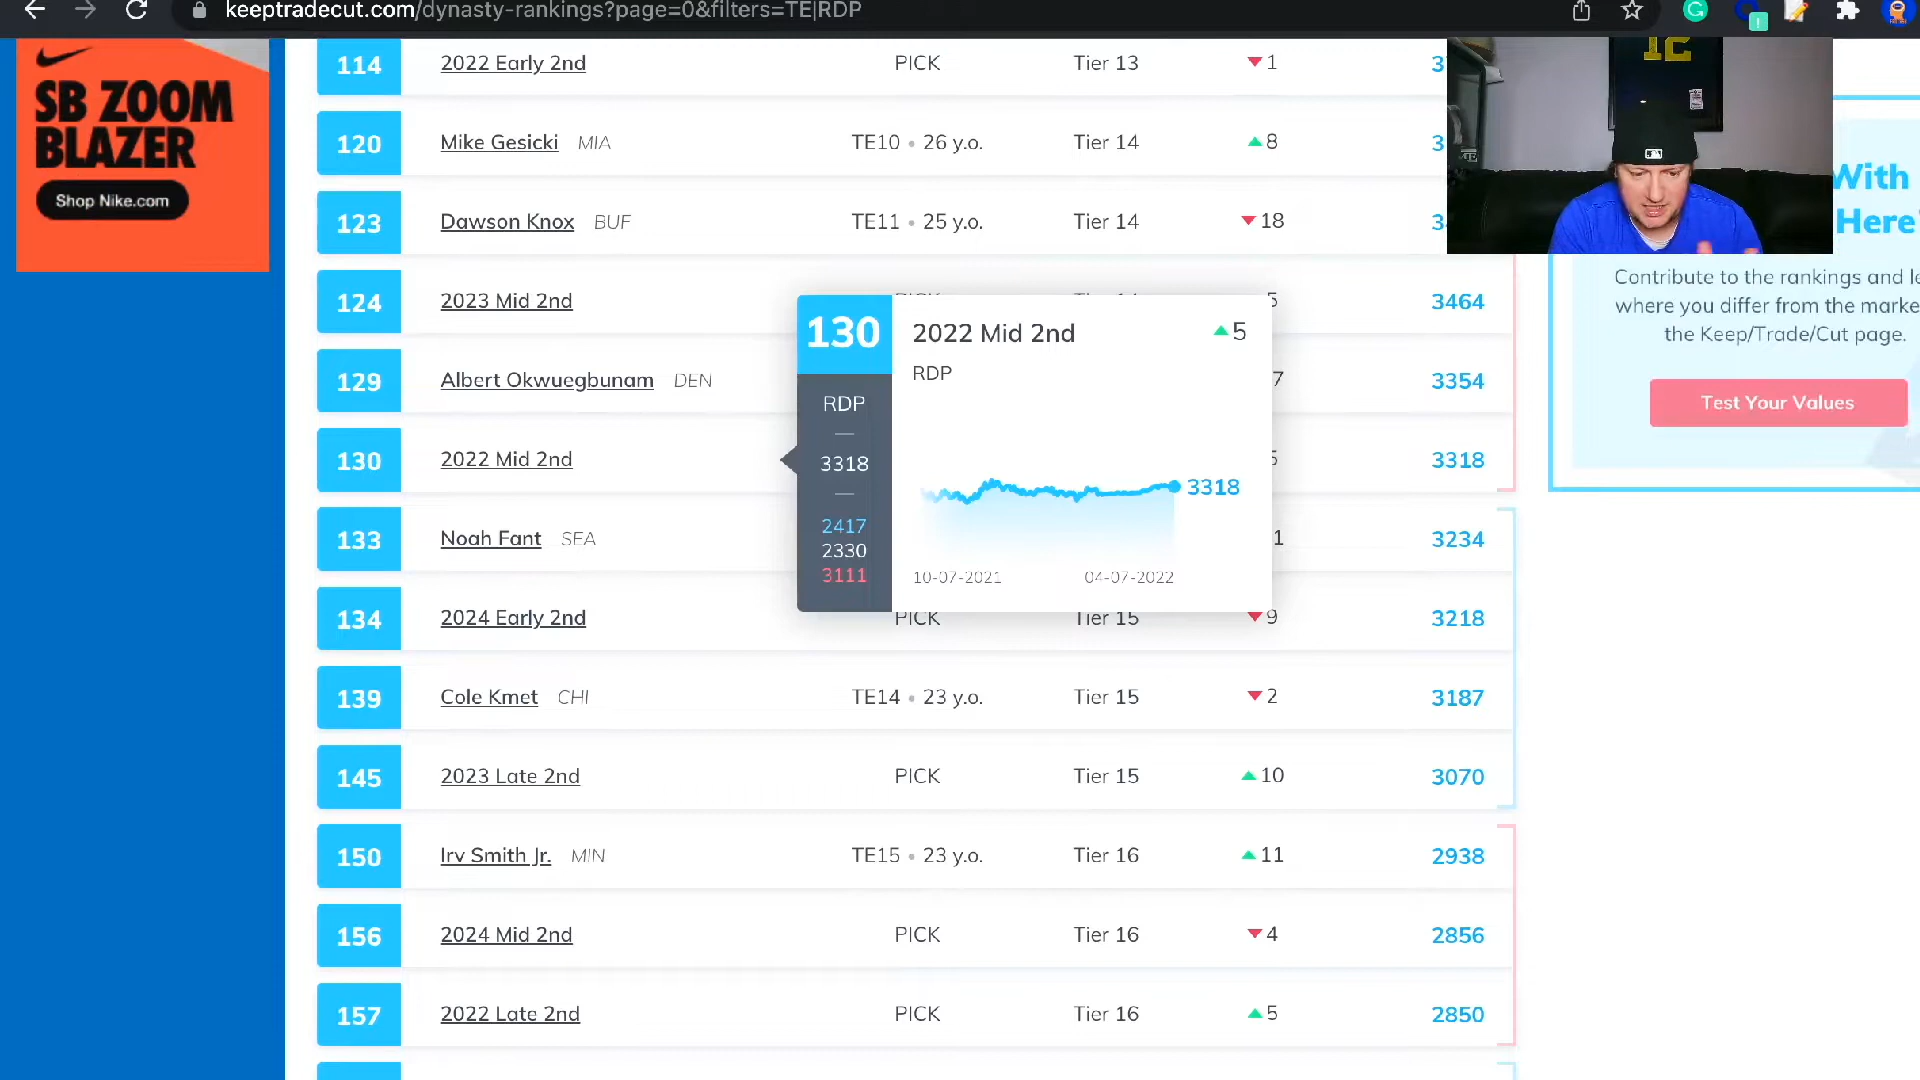 keeptradecut.com/dynasty-rankings?page=0&filters=TE|RDP
SB ZOOM
BLAZER
Shop Nike.com
114 2022 Early 2nd PICK Tier 13 1
120 Mike Gesicki MIA TE10 • 26 y.o. Tier 14 8
123 Dawson Knox BUF TE11 • 25 y.o. Tier 14 18
124 2023 Mid 2nd 5 3464
129 Albert Okwuegbunam DEN 7 3354
130 2022 Mid 2nd 5 3318
133 Noah Fant SEA 1 3234
134 2024 Early 2nd PICK Tier 15 9 3218
139 Cole Kmet CHI TE14 • 23 y.o. Tier 15 2 3187
145 2023 Late 2nd PICK Tier 15 10 3070
150 Irv Smith Jr. MIN TE15 • 23 y.o. Tier 16 11 2938
156 2024 Mid 2nd PICK Tier 16 4 2856
157 2022 Late 2nd PICK Tier 16 5 2850
130 2022 Mid 2nd 5
RDP
RDP
3318
2417
2330
3111
3318
10-07-2021 04-07-2022
12
With
Here
Contribute to the rankings and
where you differ from the
the Keep/Trade/Cut page.
Test Your Values